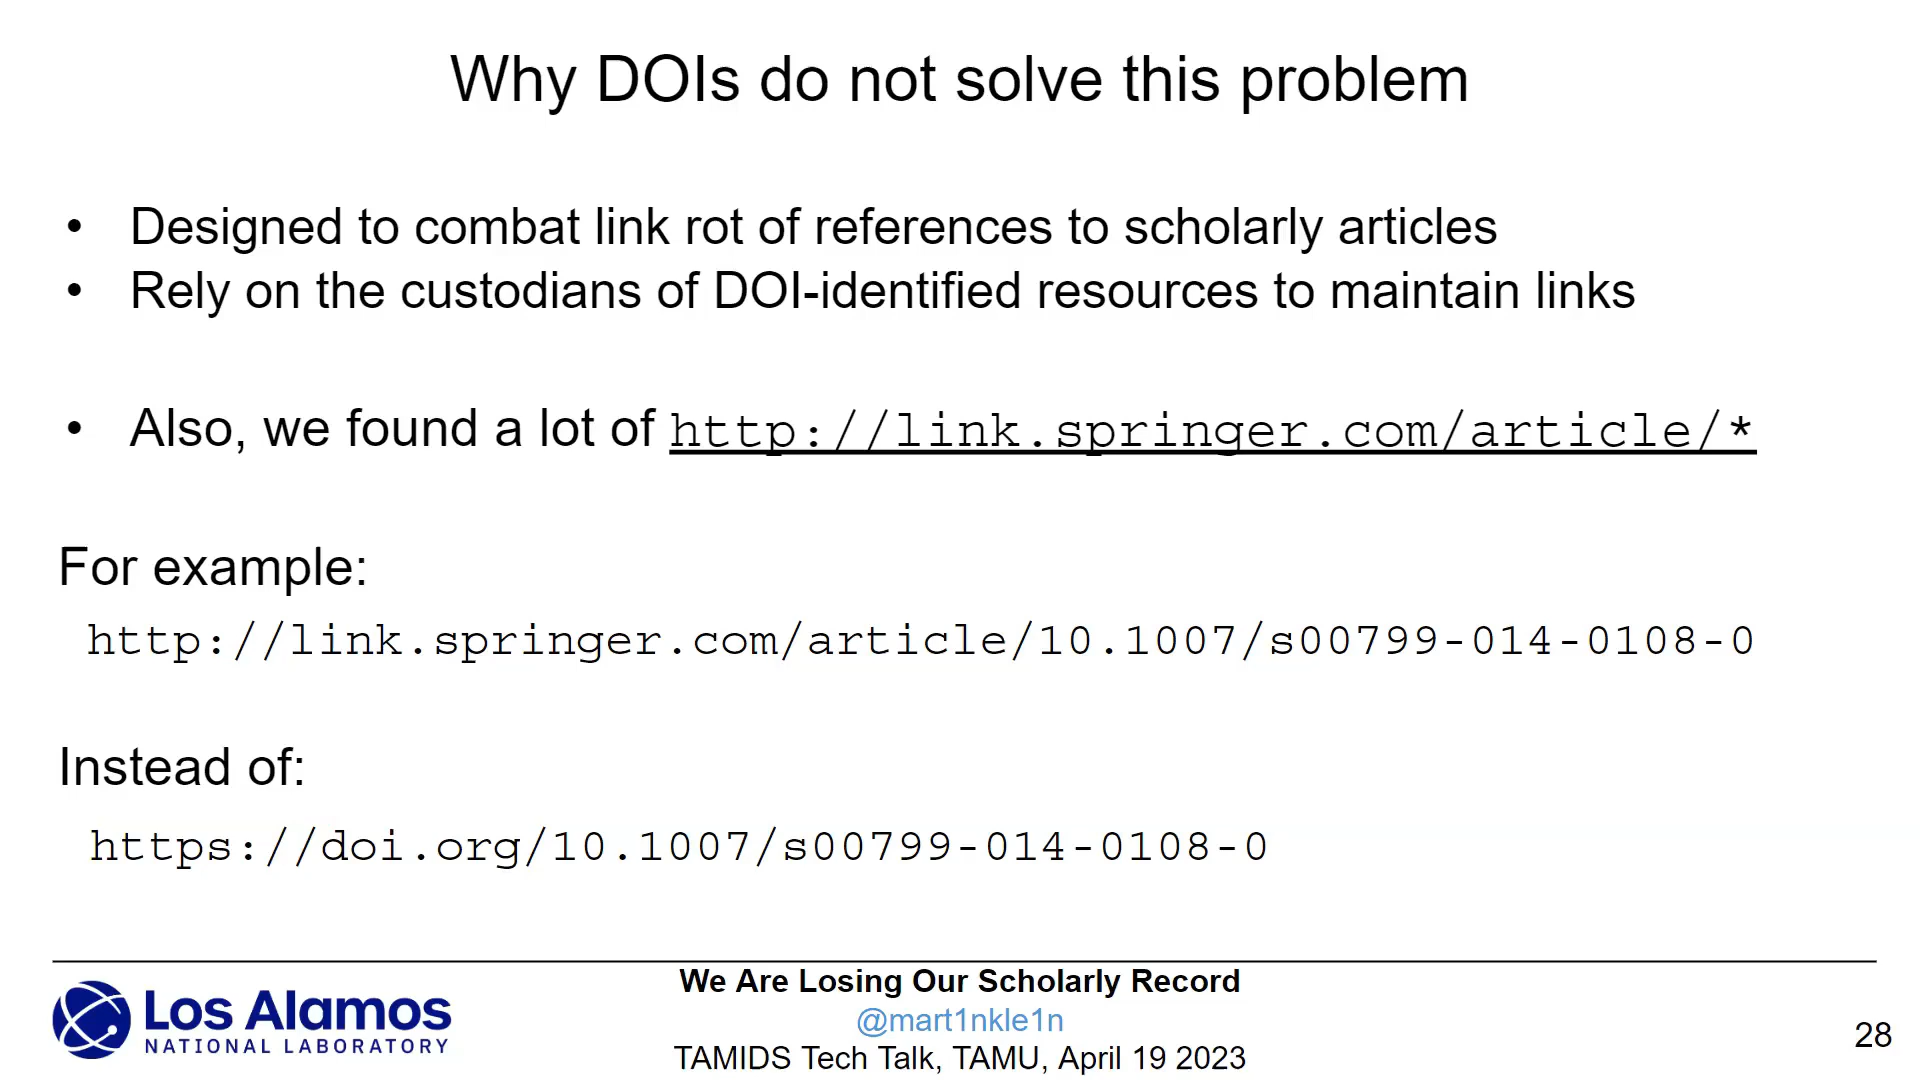 Why DOIs do not solve this problem
• Designed to combat link rot of references to scholarly articles
• Rely on the custodians of DOI-identified resources to maintain links
• Also, we found a lot of http://link.springer.com/article/*
For example:
http://link.springer.com/article/10.1007/s00799-014-0108-0
Instead of:
https://doi.org/10.1007/s00799-014-0108-0
Los Alamos
NATIONAL LABORATORY
We Are Losing Our Scholarly Record
@mart1nkle1n
TAMIDS Tech Talk, TAMU, April 19 2023
28